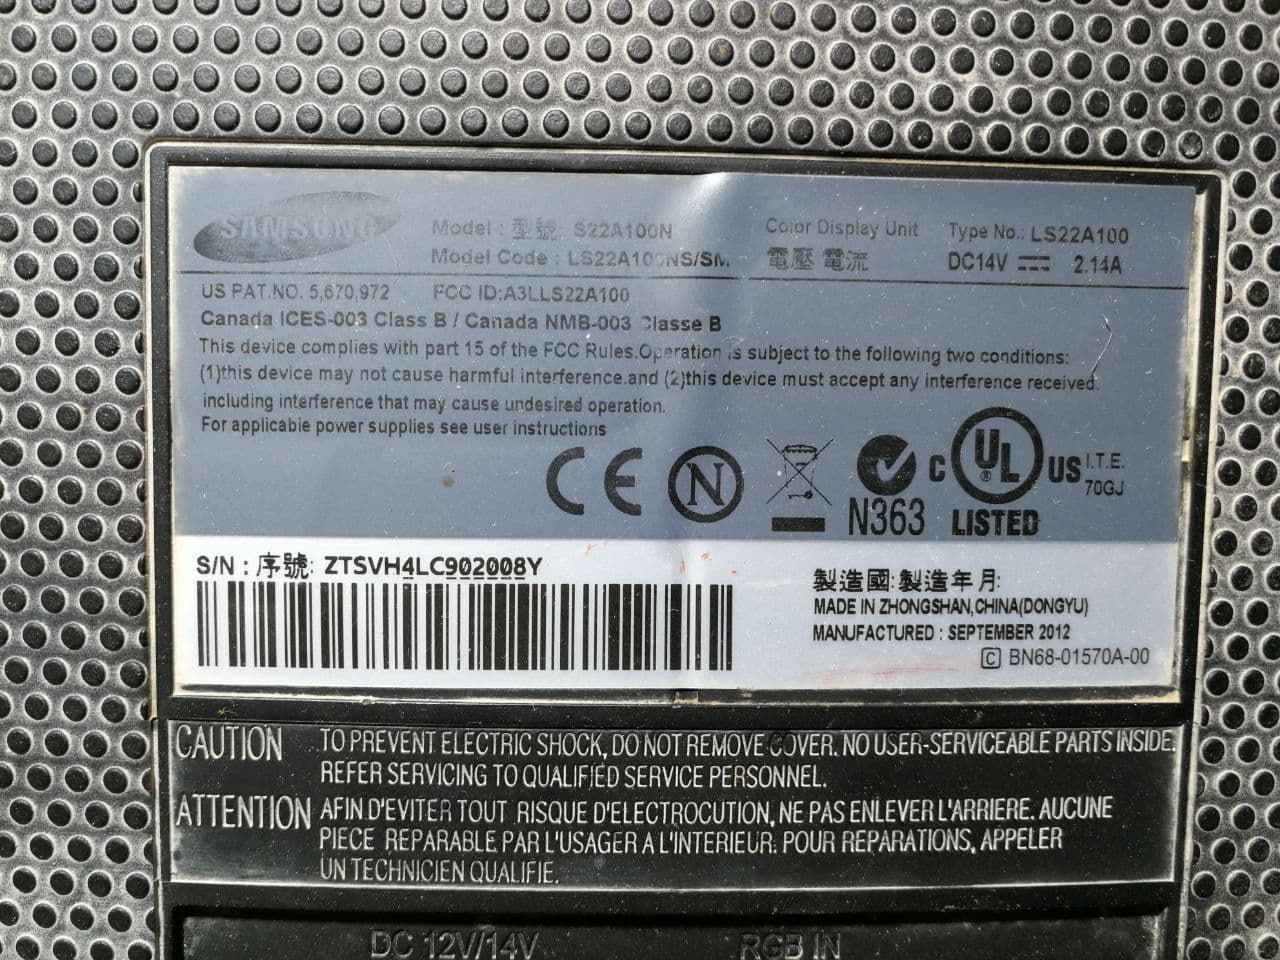 SAMSUNG
Model : 型號 S22A100N
Model Code : LS22A100NS/SM
Color Display Unit
電壓 電流
Type No.: LS22A100
DC14V 2.14A
US PAT.NO. 5,670,972 FCC ID:A3LLS22A100
Canada ICES-003 Class B / Canada NMB-003 Classe B
This device complies with part 15 of the FCC Rules.Operation is subject to the following two conditions:
(1)this device may not cause harmful interference.and (2)this device must accept any interference received.
including interference that may cause undesired operation.
For applicable power supplies see user instructions
CE N N363 C UL ® US LISTED I.T.E. 70GJ
S/N : 序號: ZTSVH4LC902008Y
製造國: 製造年月:
MADE IN ZHONGSHAN,CHINA(DONGYU)
MANUFACTURED : SEPTEMBER 2012
C BN68-01570A-00
CAUTION TO PREVENT ELECTRIC SHOCK, DO NOT REMOVE COVER. NO USER-SERVICEABLE PARTS INSIDE.
REFER SERVICING TO QUALIFIED SERVICE PERSONNEL.
ATTENTION AFIN D'EVITER TOUT RISQUE D'ELECTROCUTION, NE PAS ENLEVER L'ARRIERE. AUCUNE
PIECE REPARABLE PAR L'USAGER A L'INTERIEUR. POUR REPARATIONS, APPELER
UN TECHNICIEN QUALIFIE.
DC 12V/14V RGB IN